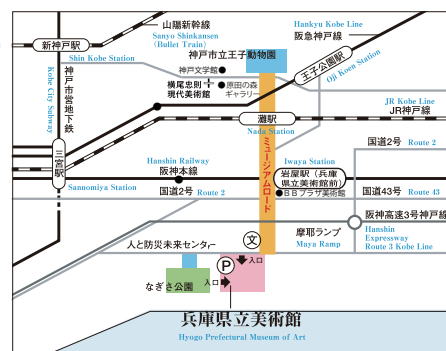 山陽新幹線
Sanyo Shinkansen
(Bullet Train)
Hankyu Kobe Line
阪急神戸線
新神戸駅
Shin Kobe Station
神戸市立王子動物園
王子公園駅
Oji Koen Station
神戸文学館
横尾忠則
現代美術館
原田の森
ギャラリー
神戸市営地下鉄
Kobe City Subway
JR Kobe Line
JR神戸線
灘駅
Nada Station
ミュージアムロード
国道2号 Route 2
三宮駅
Sannomiya Station
Hanshin Railway
阪神本線
Iwaya Station
岩屋駅(兵庫
県立美術館前)
BBプラザ美術館
国道2号 Route 2
国道43号 Route 43
阪神高速3号神戸線
Hanshin
Expressway
Route 3 Kobe Line
摩耶ランプ
Maya Ramp
人と防災未来センター
文
P
入口
入口
なぎさ公園
兵庫県立美術館
Hyogo Prefectural Museum of Art